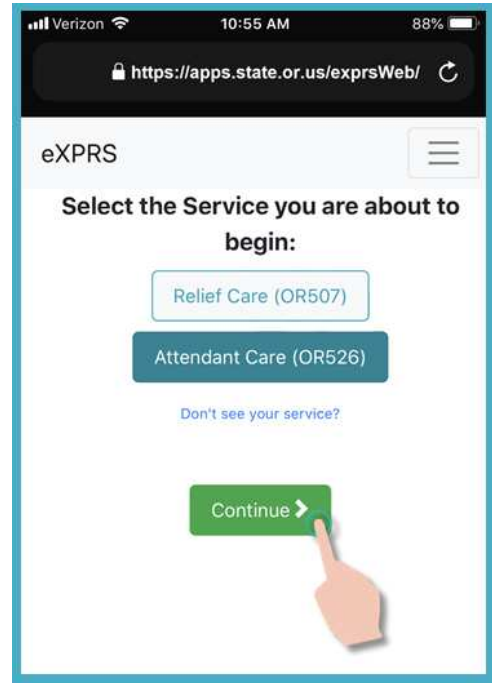 Verizon 10:55 AM 88%
https://apps.state.or.us/exprsWeb/
eXPRS
Select the Service you are about to
begin:
Relief Care (OR507)
Attendant Care (OR526)
Don't see your service?
Continue